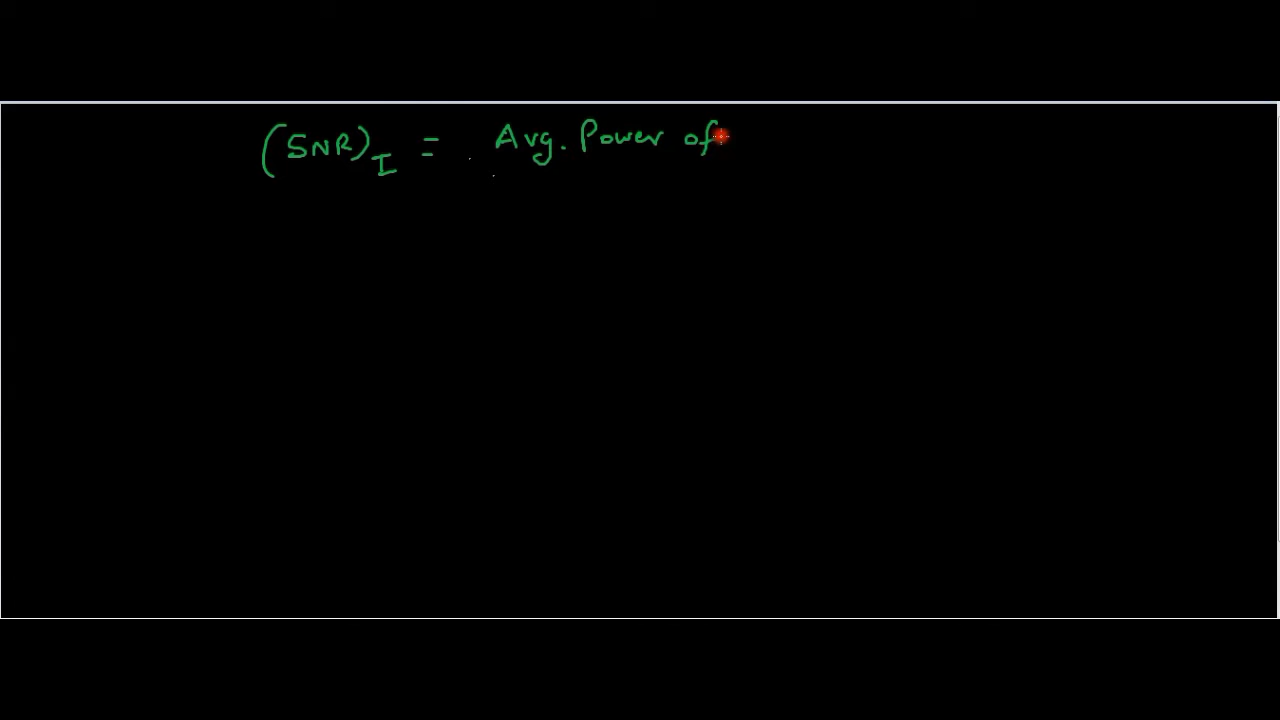 (SNR)I = Avg. Power of